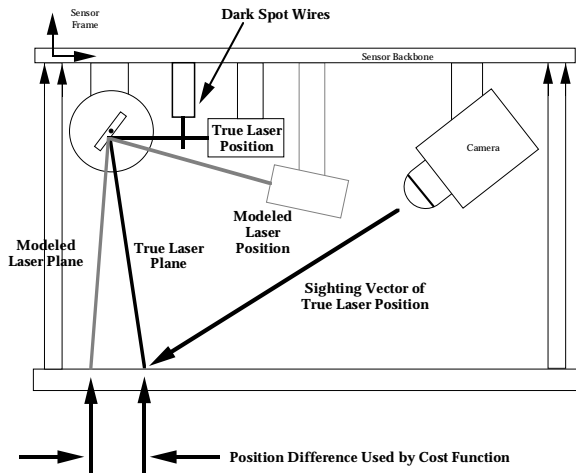 Sensor
Frame
Dark Spot Wires
Sensor Backbone
True Laser
Position
Camera
Modeled
Laser
Position
Modeled
Laser Plane
True Laser
Plane
Sighting Vector of
True Laser Position
Position Difference Used by Cost Function